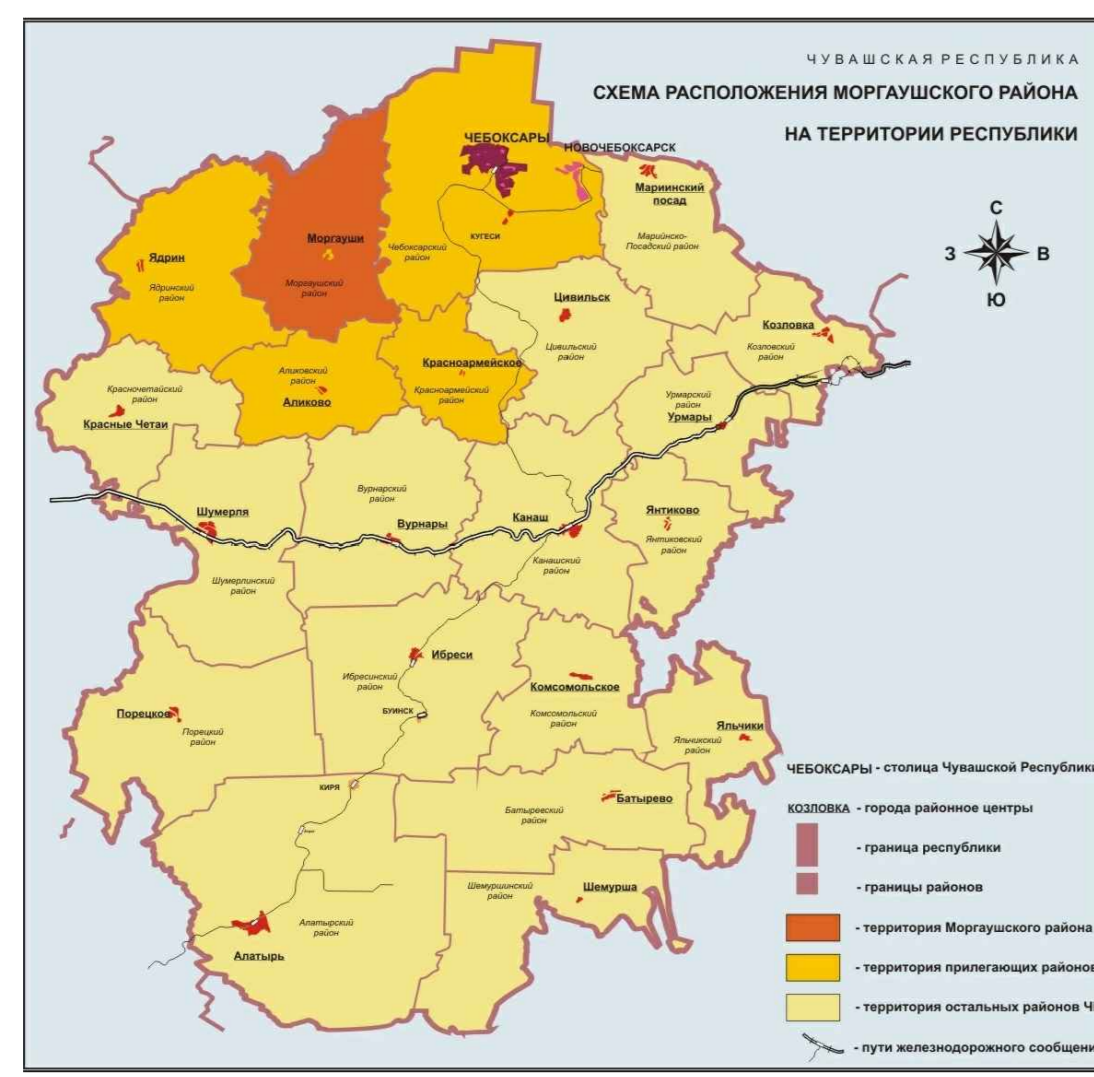 ЧУВАШСКАЯ РЕСПУБЛИКА
СХЕМА РАСПОЛОЖЕНИЯ МОРГАУШСКОГО РАЙОНА
НА ТЕРРИТОРИИ РЕСПУБЛИКИ
ЧЕБОКСАРЫ
НОВОЧЕБОКСАРСК
Мариинский
посад
С
З
В
Ю
Моргауши
КУГЕСИ
Марийнско-
Посадский район
Чебоксарский
район
Ядрин
Ядринский
район
Моргаушский
район
Цивильск
Цивильский
район
Козловка
Козловский
район
Красноармейское
Красноармейский
район
Аликовский
район
Аликово
Красночетайский
район
Красные Четаи
Урмарский
район
Урмары
Вурнарский
район
Шумерля
Вурнары
Канаш
Янтиково
Янтиковский
район
Канашский
район
Шумерлинский
район
Ибреси
Ибресинский
район
БУИНСК
Комсомольское
Комсомольский
район
Порецкое
Порецкий
район
Яльчики
Яльчикский
район
КИРЯ
Батыревский
район
Батырево
Шемуршинский
район
Шемурша
Алатырский
район
Алатырь
ЧЕБОКСАРЫ - столица Чувашской Республики
КОЗЛОВКА - города районное центры
- граница республики
- границы районов
- территория Моргаушского района
- территория прилегающих районов
- территория остальных районов Ч
- пути железнодорожного сообщени